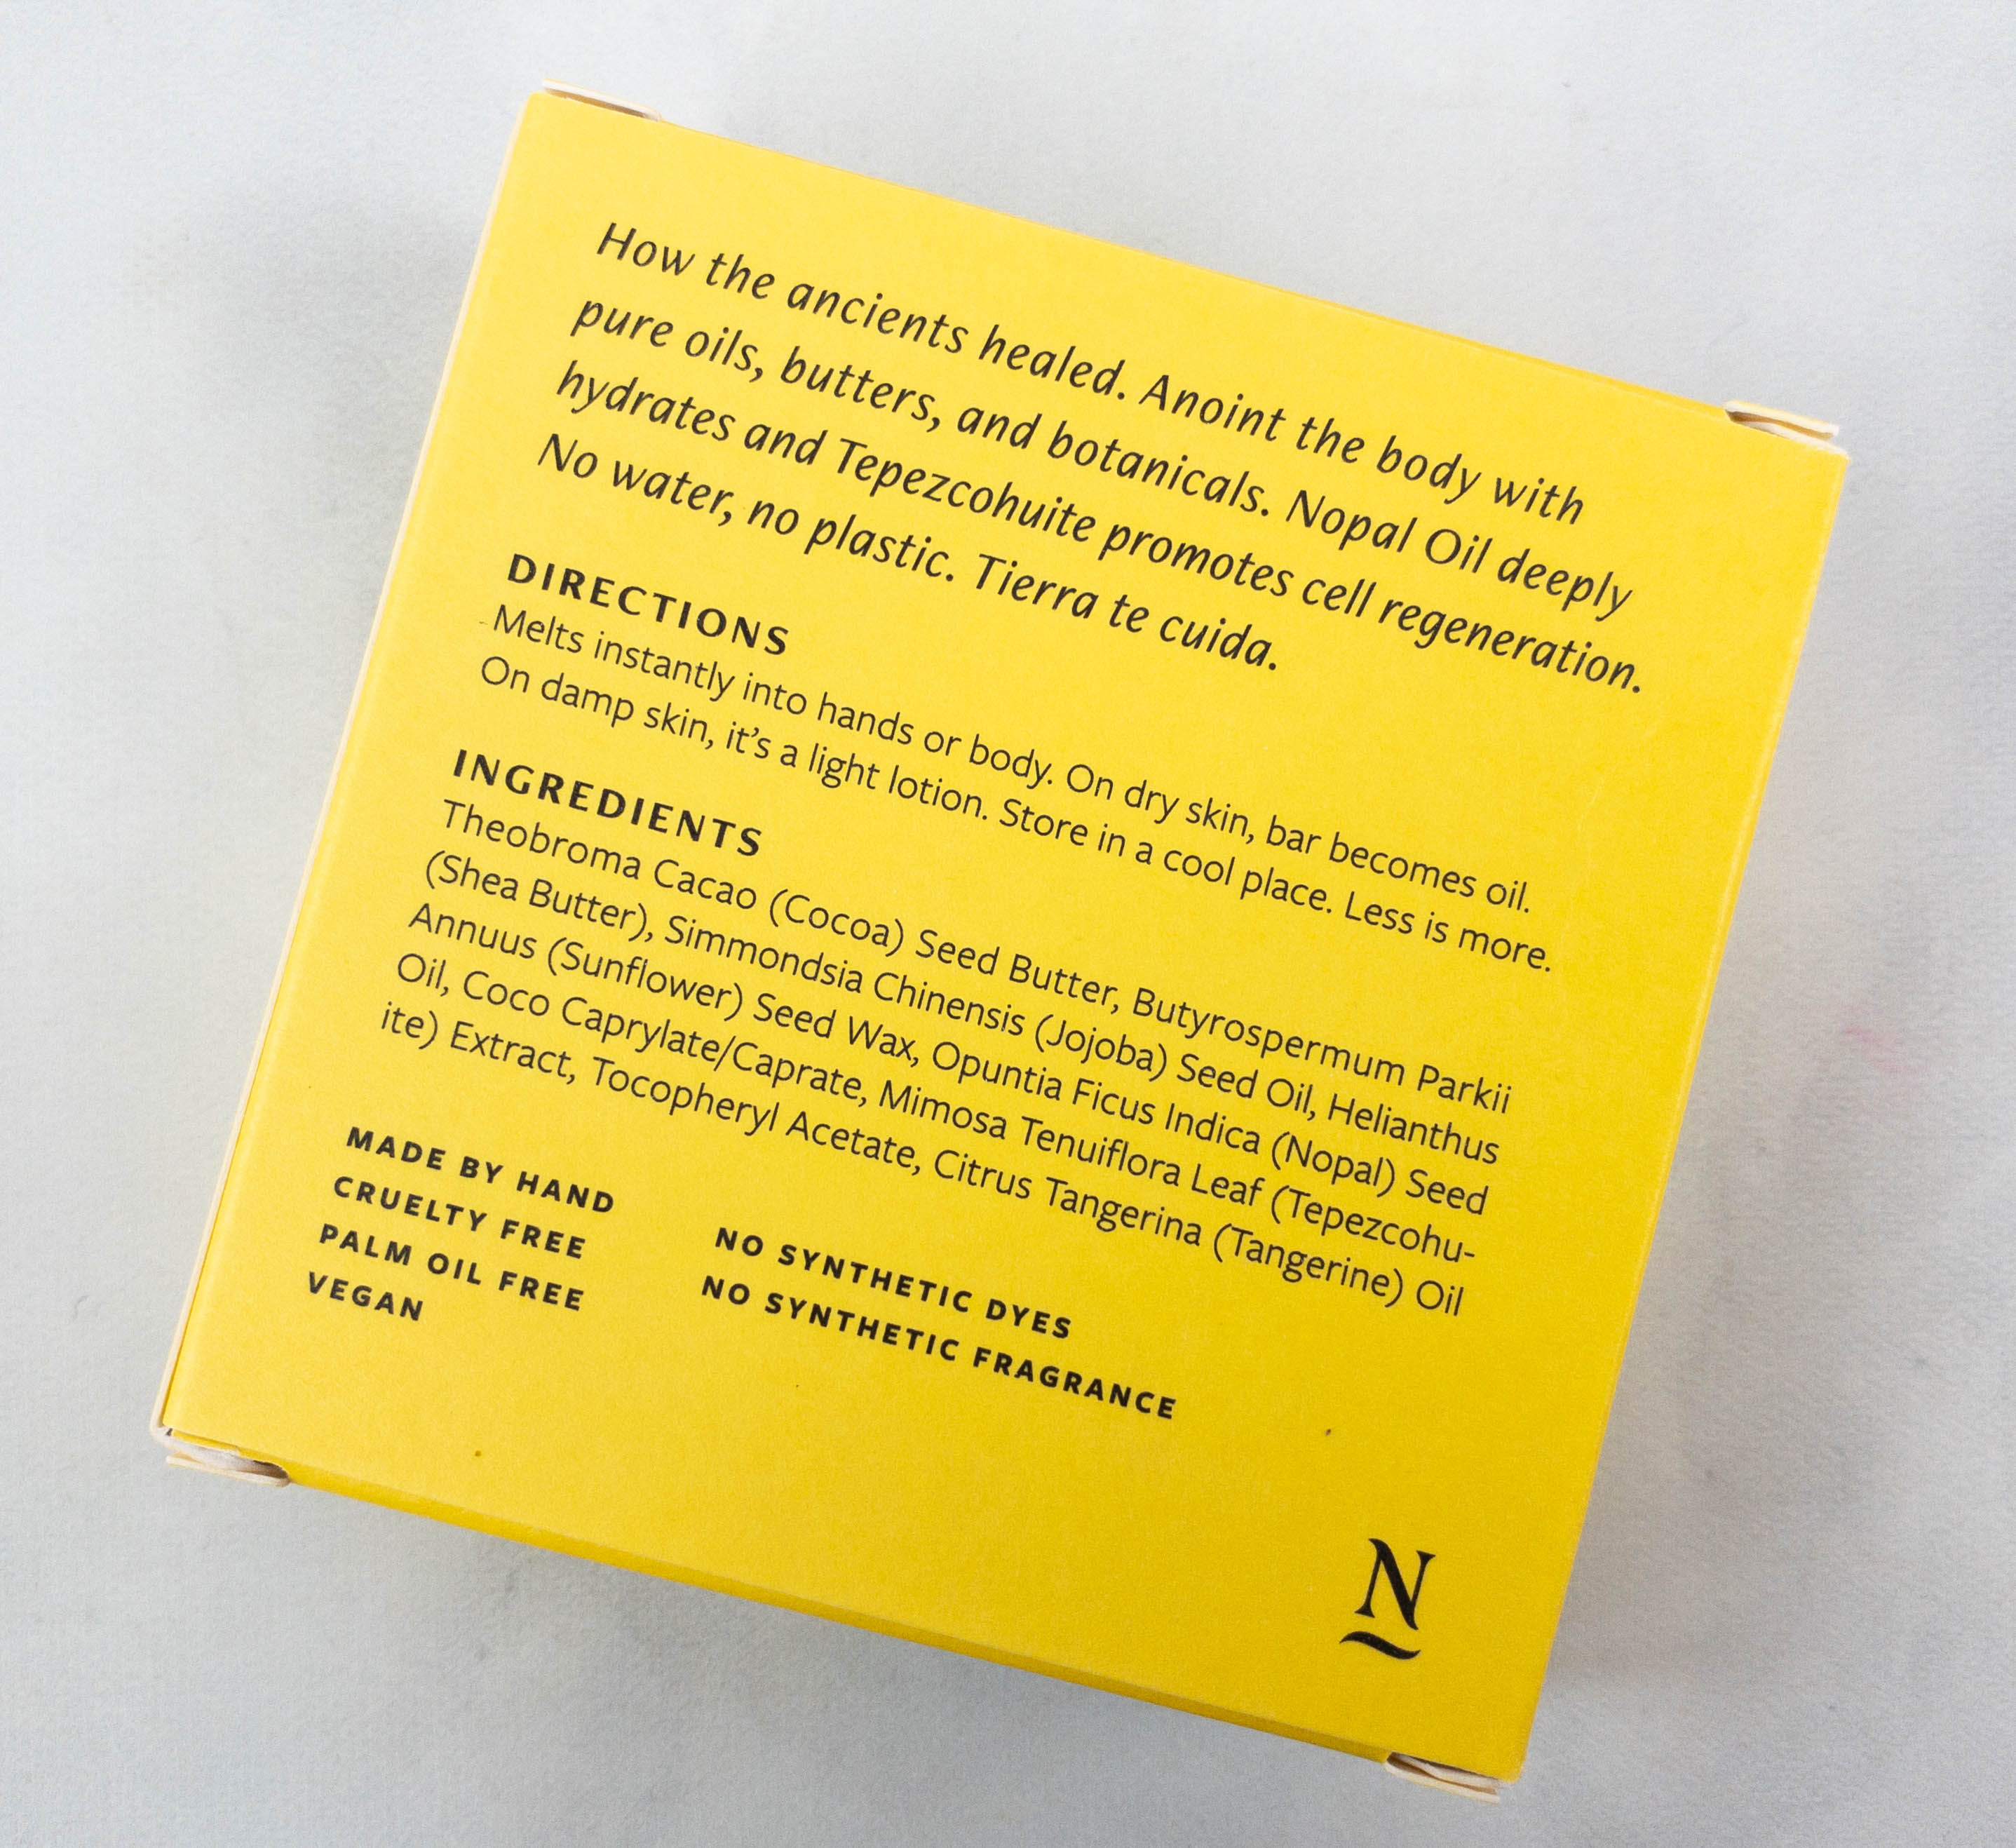 How the ancients healed. Anoint the body with
pure oils, butters, and botanicals. Nopal Oil deeply
hydrates and Tepezcohuite promotes cell regeneration.
No water, no plastic. Tierra te cuida.
DIRECTIONS
Melts instantly into hands or body. On dry skin, bar becomes oil.
On damp skin, it's a light lotion. Store in a cool place. Less is more.
INGREDIENTS
Theobroma Cacao (Cocoa) Seed Butter, Butyrospermum Parkii
(Shea Butter), Simmondsia Chinensis (Jojoba) Seed Oil, Helianthus
Annuus (Sunflower) Seed Wax, Opuntia Ficus Indica (Nopal) Seed
Oil, Coco Caprylate/Caprate, Mimosa Tenuiflora Leaf (Tepezcohu-
ite) Extract, Tocopheryl Acetate, Citrus Tangerina (Tangerine) Oil
MADE BY HAND
CRUELTY FREE
PALM OIL FREE
VEGAN
NO SYNTHETIC DYES
NO SYNTHETIC FRAGRANCE
N